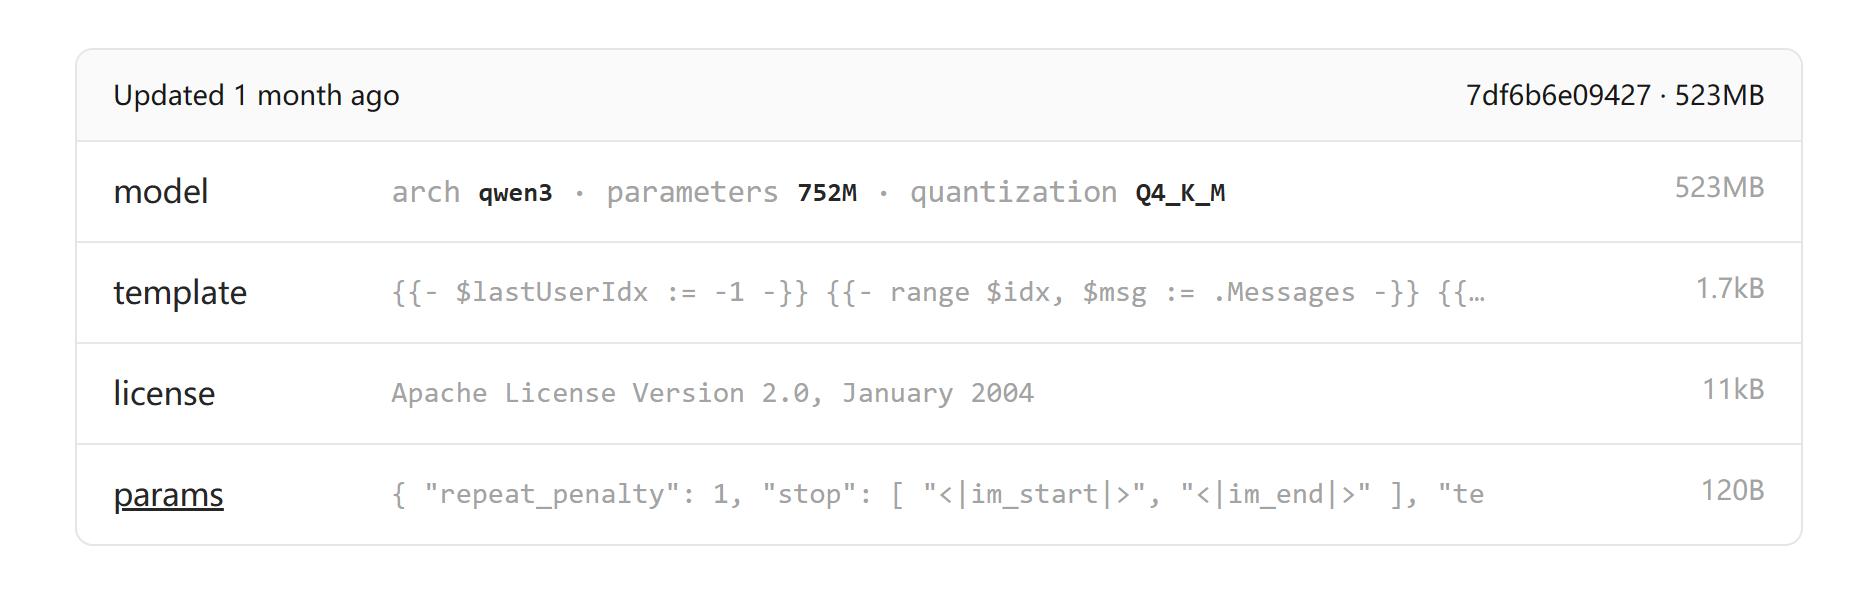 Updated 1 month ago 7df6b6e09427 · 523MB
model arch qwen3 · parameters 752M · quantization Q4_K_M 523MB
template {{- $lastUserIdx := -1 -}} {{- range $idx, $msg := .Messages -}} {{… 1.7kB
license Apache License Version 2.0, January 2004 11kB
params { "repeat_penalty": 1, "stop": [ "<|im_start|>", "<|im_end|>" ], "te 120B